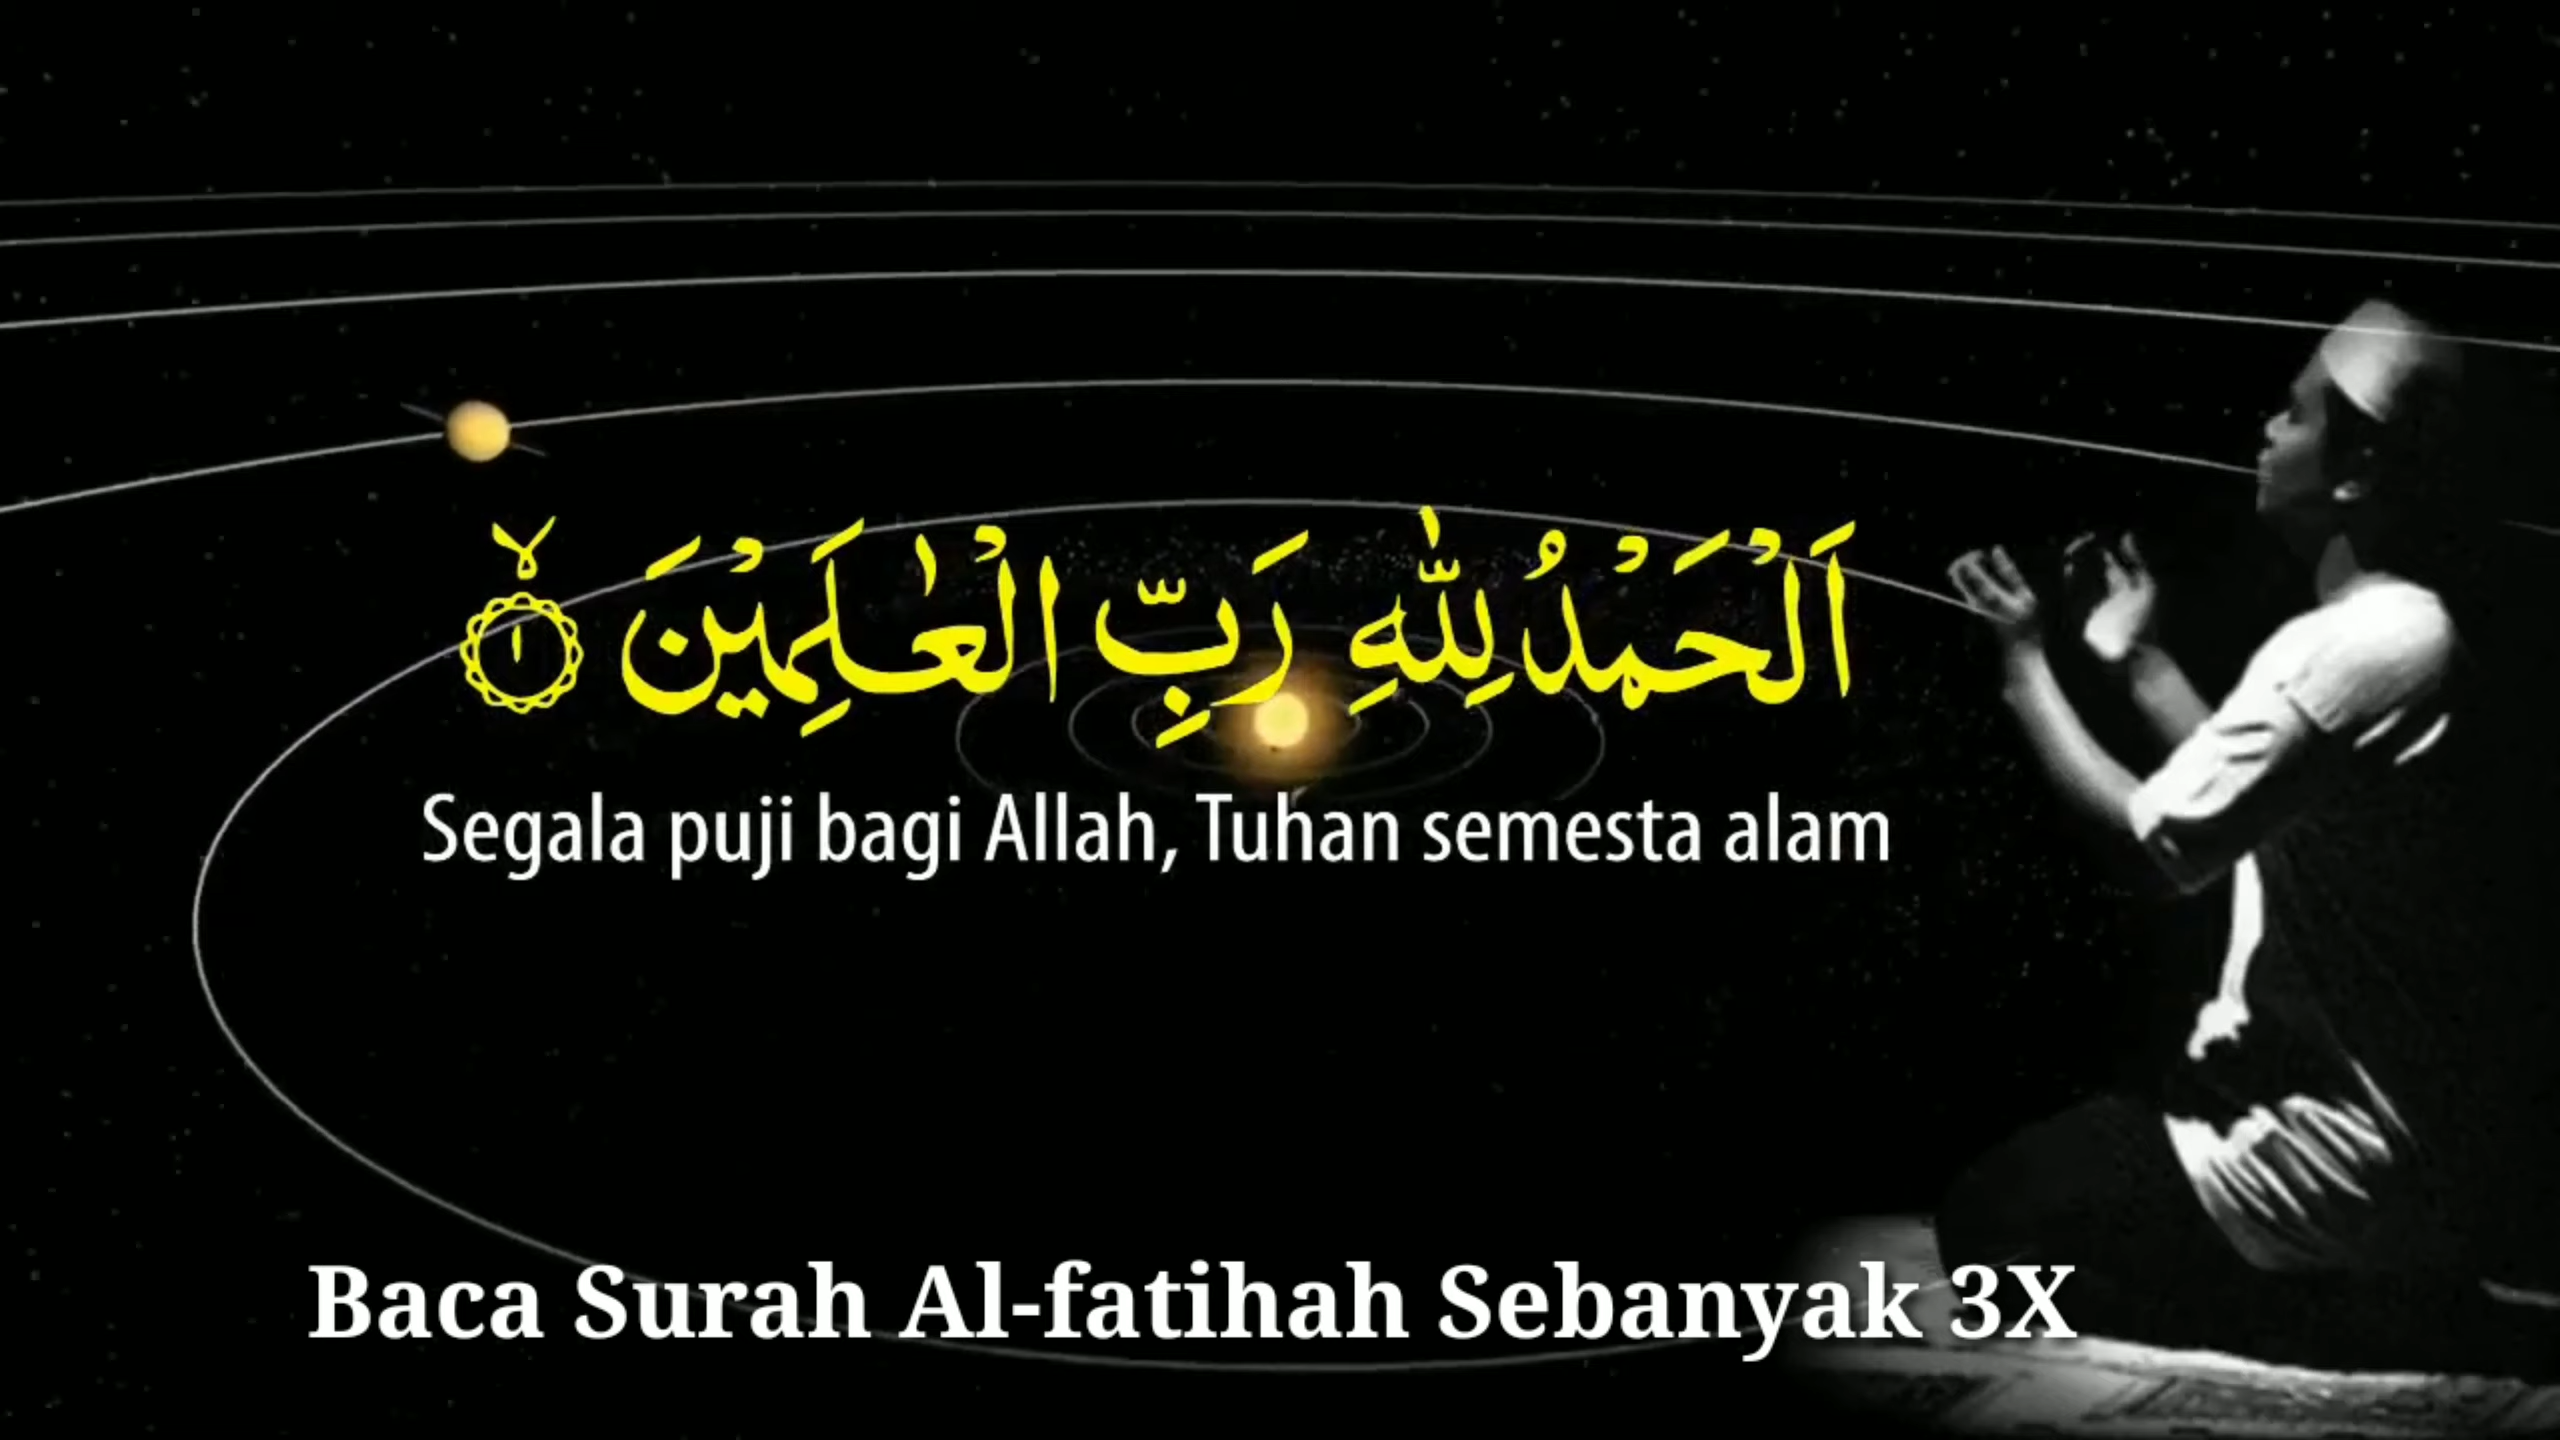 اَلْحَمْدُ لِلّٰهِ رَبِّ الْعٰلَمِيْنَ ۙ ١
Segala puji bagi Allah, Tuhan semesta alam
Baca Surah Al-fatihah Sebanyak 3X